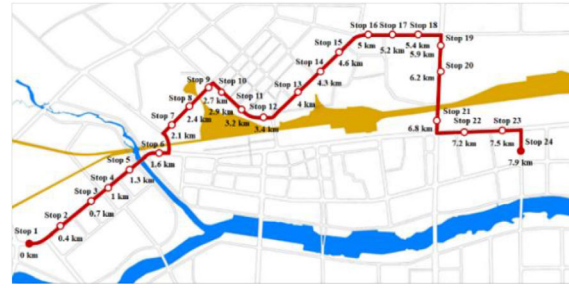 Stop 1
0 km
Stop 2
0.4 km
Stop 3
0.7 km
Stop 4
1 km
Stop 5
1.3 km
Stop 6
1.6 km
Stop 7
2.1 km
Stop 8
2.4 km
Stop 9
2.7 km
Stop 10
2.9 km
Stop 11
3.2 km
Stop 12
3.4 km
Stop 13
4 km
Stop 14
4.3 km
Stop 15
4.6 km
Stop 16
5 km
Stop 17
5.2 km
Stop 18
5.4 km
Stop 19
5.9 km
Stop 20
6.2 km
Stop 21
6.8 km
Stop 22
7.2 km
Stop 23
7.5 km
Stop 24
7.9 km